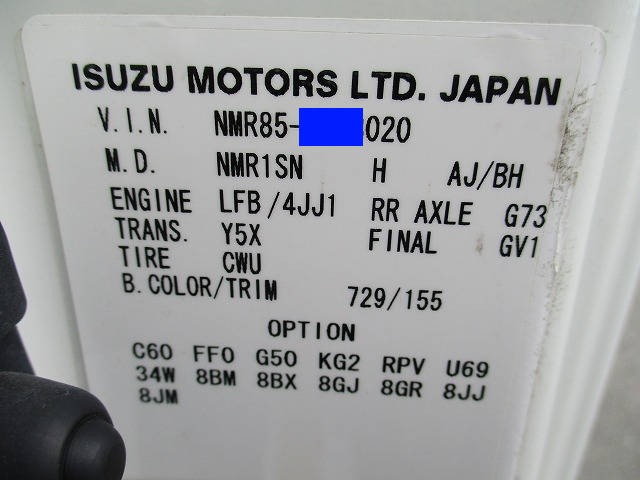 ISUZU MOTORS LTD. JAPAN
V.I.N. NMR85- 020
M.D. NMR1SN H AJ/BH
ENGINE LFB/4JJ1 RR AXLE G73
TRANS. Y5X FINAL GV1
TIRE CWU
B.COLOR/TRIM 729/155
OPTION
C60 FF0 G50 KG2 RPV U69
34W 8BM 8BX 8GJ 8GR 8JJ
8JM